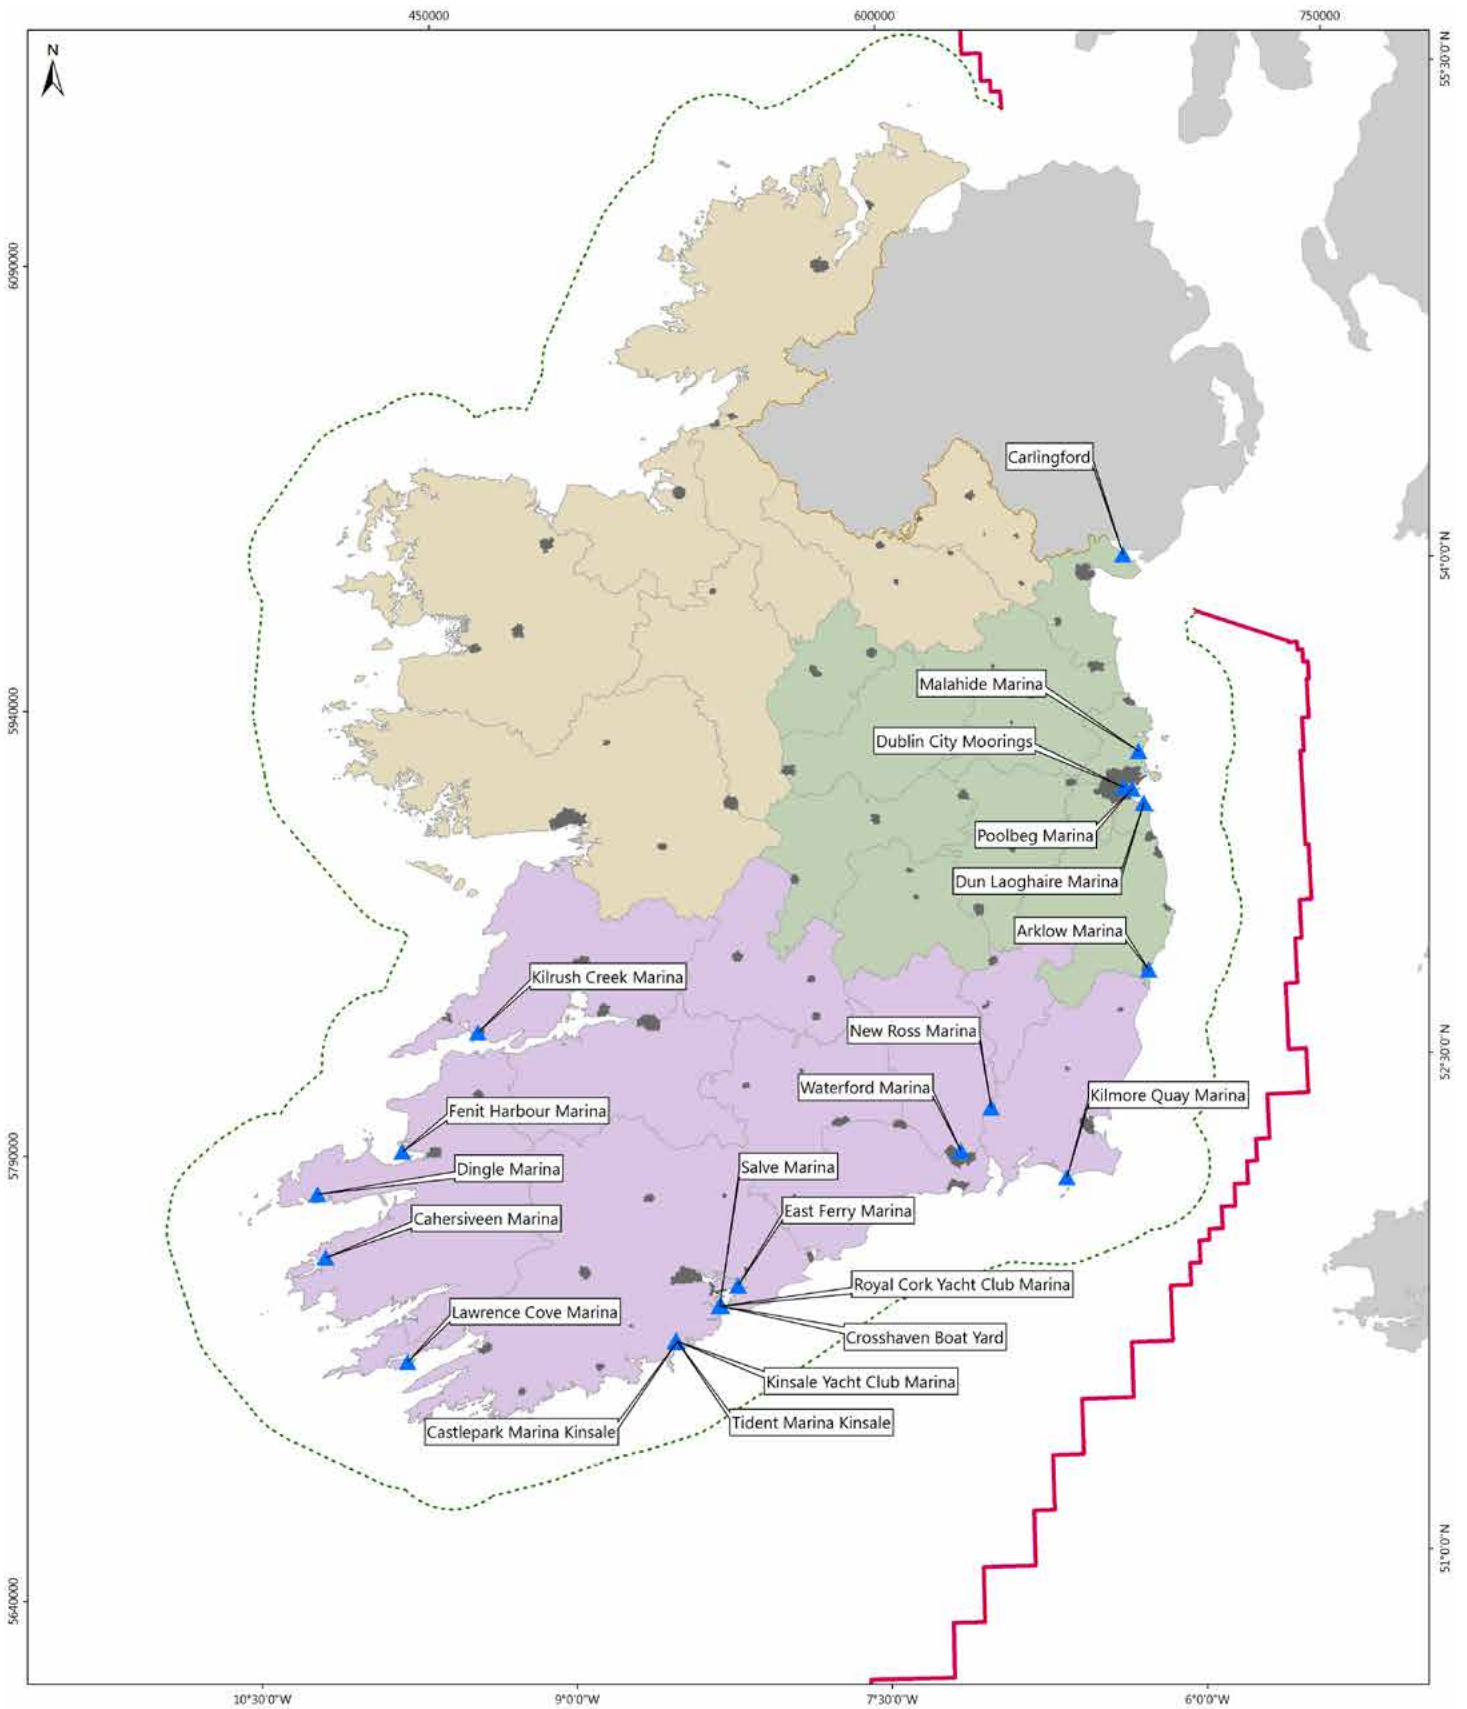 450000
600000
750000
N
55°30'0"N
6090000
Carlingford
54°0'0"N
Malahide Marina
5940000
Dublin City Moorings
Poolbeg Marina
Dun Laoghaire Marina
Arklow Marina
Kilrush Creek Marina
New Ross Marina
52°30'0"N
Waterford Marina
Kilmore Quay Marina
Fenit Harbour Marina
5790000
Salve Marina
Dingle Marina
East Ferry Marina
Cahersiveen Marina
Royal Cork Yacht Club Marina
Lawrence Cove Marina
Crosshaven Boat Yard
Kinsale Yacht Club Marina
Tident Marina Kinsale
Castlepark Marina Kinsale
51°0'0"N
5640000
10°30'0"W
9°0'0"W
7°30'0"W
6°0'0"W